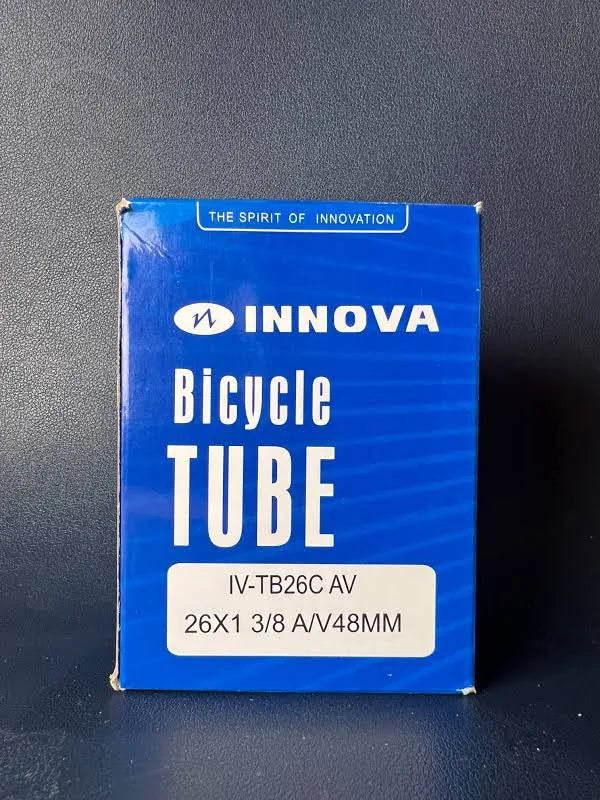 THE SPIRIT OF INNOVATION
INNOVA
Bicycle
TUBE
IV-TB26C AV
26X1 3/8 A/V48MM